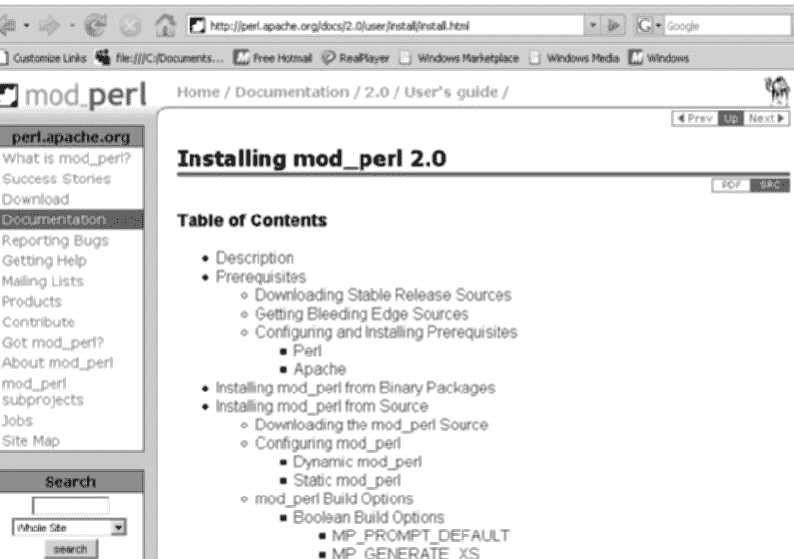 http://perl.apache.org/docs/2.0/user/install/install.html
Google
Customize Links file:///C:/Documents... Free Hotmail RealPlayer Windows Marketplace Windows Media Windows
mod_perl
Home / Documentation / 2.0 / User's guide /
Prev Up Next
perl.apache.org
What is mod_perl?
Success Stories
Download
Documentation
Reporting Bugs
Getting Help
Mailing Lists
Products
Contribute
Got mod_perl?
About mod_perl
mod_perl
subprojects
Jobs
Site Map
Search
Whole Site
search
Installing mod_perl 2.0
PDF SRC
Table of Contents
Description
Prerequisites
Downloading Stable Release Sources
Getting Bleeding Edge Sources
Configuring and Installing Prerequisites
Perl
Apache
Installing mod_perl from Binary Packages
Installing mod_perl from Source
Downloading the mod_perl Source
Configuring mod_perl
Dynamic mod_perl
Static mod_perl
mod_perl Build Options
Boolean Build Options
MP_PROMPT_DEFAULT
MP_GENERATE_XS